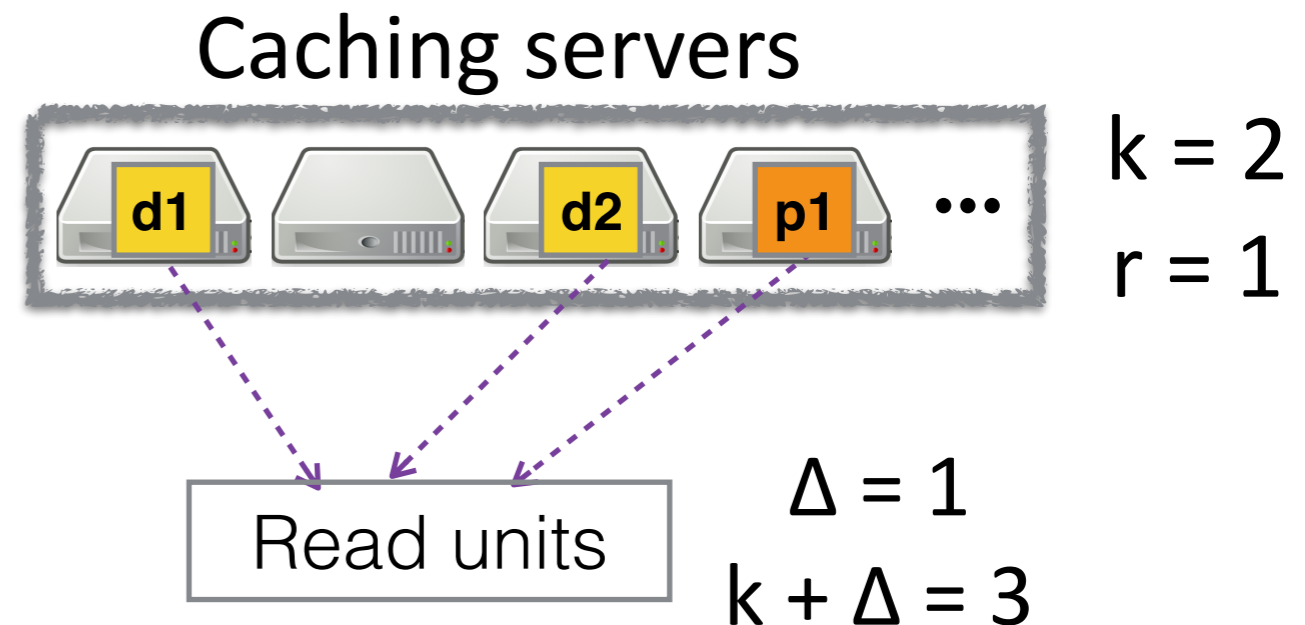 Caching servers
d1 d2 p1 •••
k = 2
r = 1
Read units
Δ = 1
k + Δ = 3